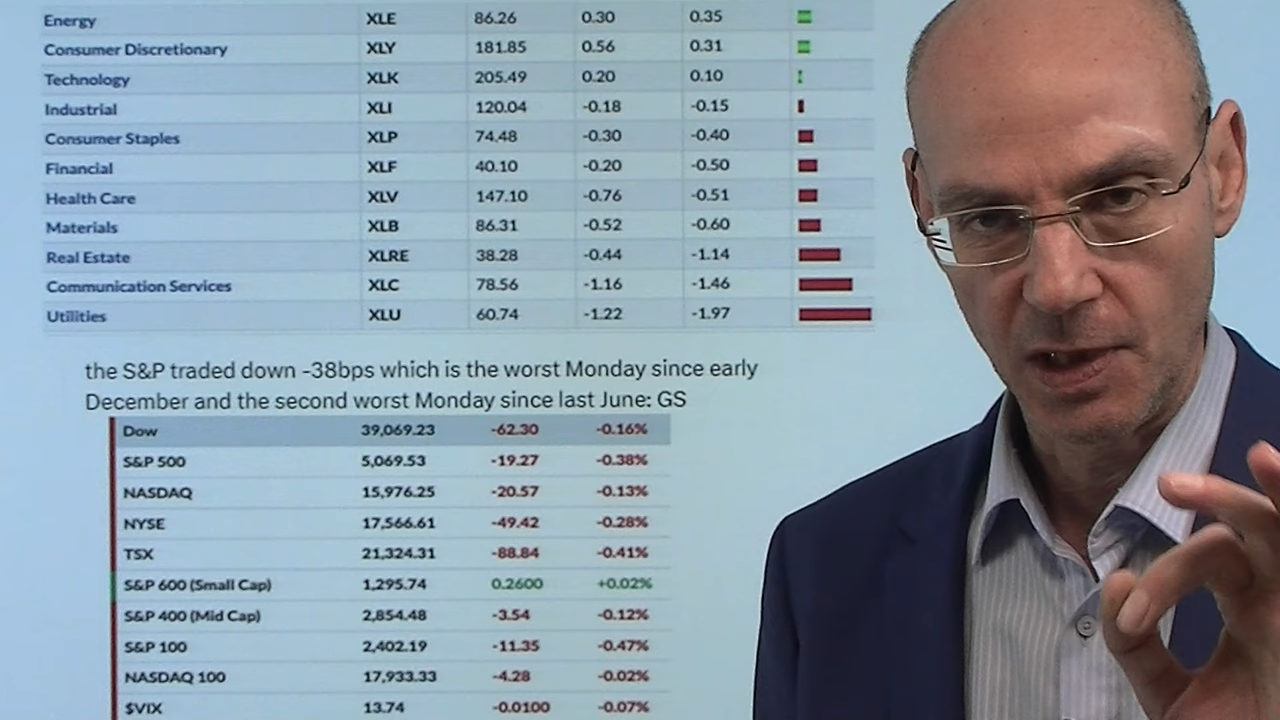 Energy XLE 86.26 0.30 0.35
Consumer Discretionary XLY 181.85 0.56 0.31
Technology XLK 205.49 0.20 0.10
Industrial XLI 120.04 -0.18 -0.15
Consumer Staples XLP 74.48 -0.30 -0.40
Financial XLF 40.10 -0.20 -0.50
Health Care XLV 147.10 -0.76 -0.51
Materials XLB 86.31 -0.52 -0.60
Real Estate XLRE 38.28 -0.44 -1.14
Communication Services XLC 78.56 -1.16 -1.46
Utilities XLU 60.74 -1.22 -1.97
the S&P traded down -38bps which is the worst Monday since early
December and the second worst Monday since last June: GS
Dow 39,069.23 -62.30 -0.16%
S&P 500 5,069.53 -19.27 -0.38%
NASDAQ 15,976.25 -20.57 -0.13%
NYSE 17,566.61 -49.42 -0.28%
TSX 21,324.31 -88.84 -0.41%
S&P 600 (Small Cap) 1,295.74 0.2600 +0.02%
S&P 400 (Mid Cap) 2,854.48 -3.54 -0.12%
S&P 100 2,402.19 -11.35 -0.47%
NASDAQ 100 17,933.33 -4.28 -0.02%
$VIX 13.74 -0.0100 -0.07%